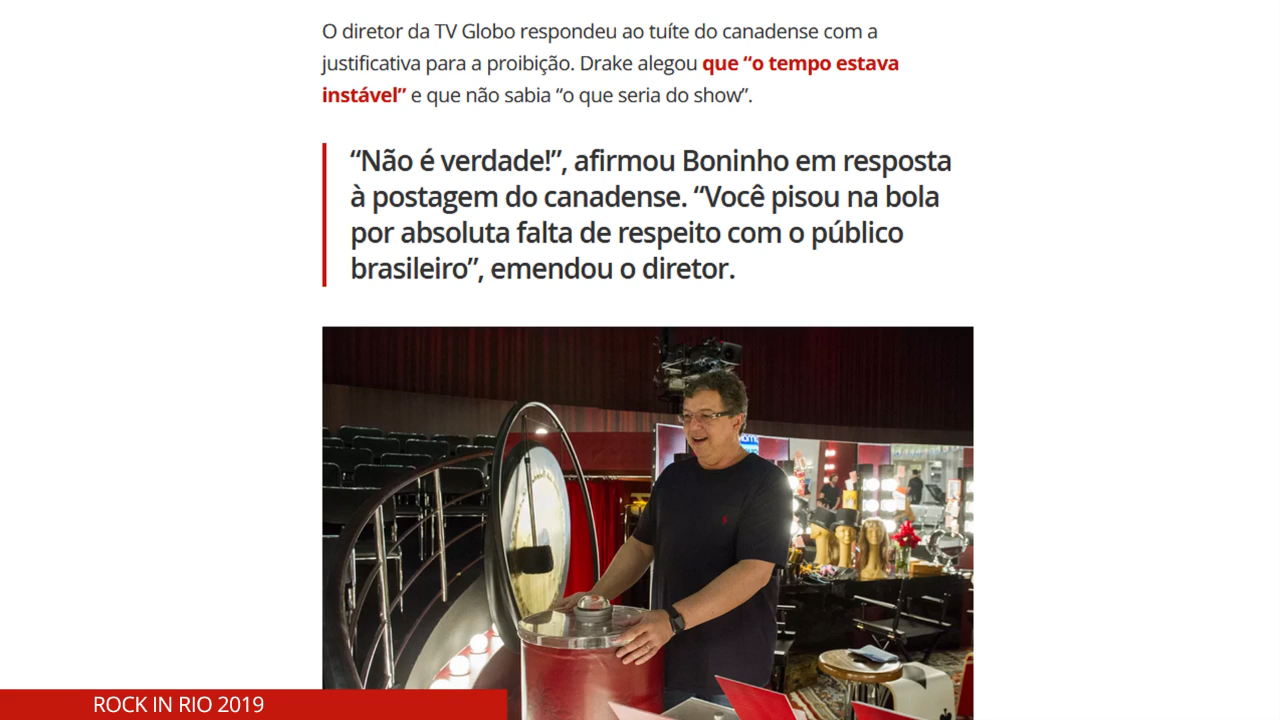 O diretor da TV Globo respondeu ao tuíte do canadense com a
justificativa para a proibição. Drake alegou que “o tempo estava
instável” e que não sabia “o que seria do show”.
“Não é verdade!”, afirmou Boninho em resposta
à postagem do canadense. “Você pisou na bola
por absoluta falta de respeito com o público
brasileiro”, emendou o diretor.
ROCK IN RIO 2019